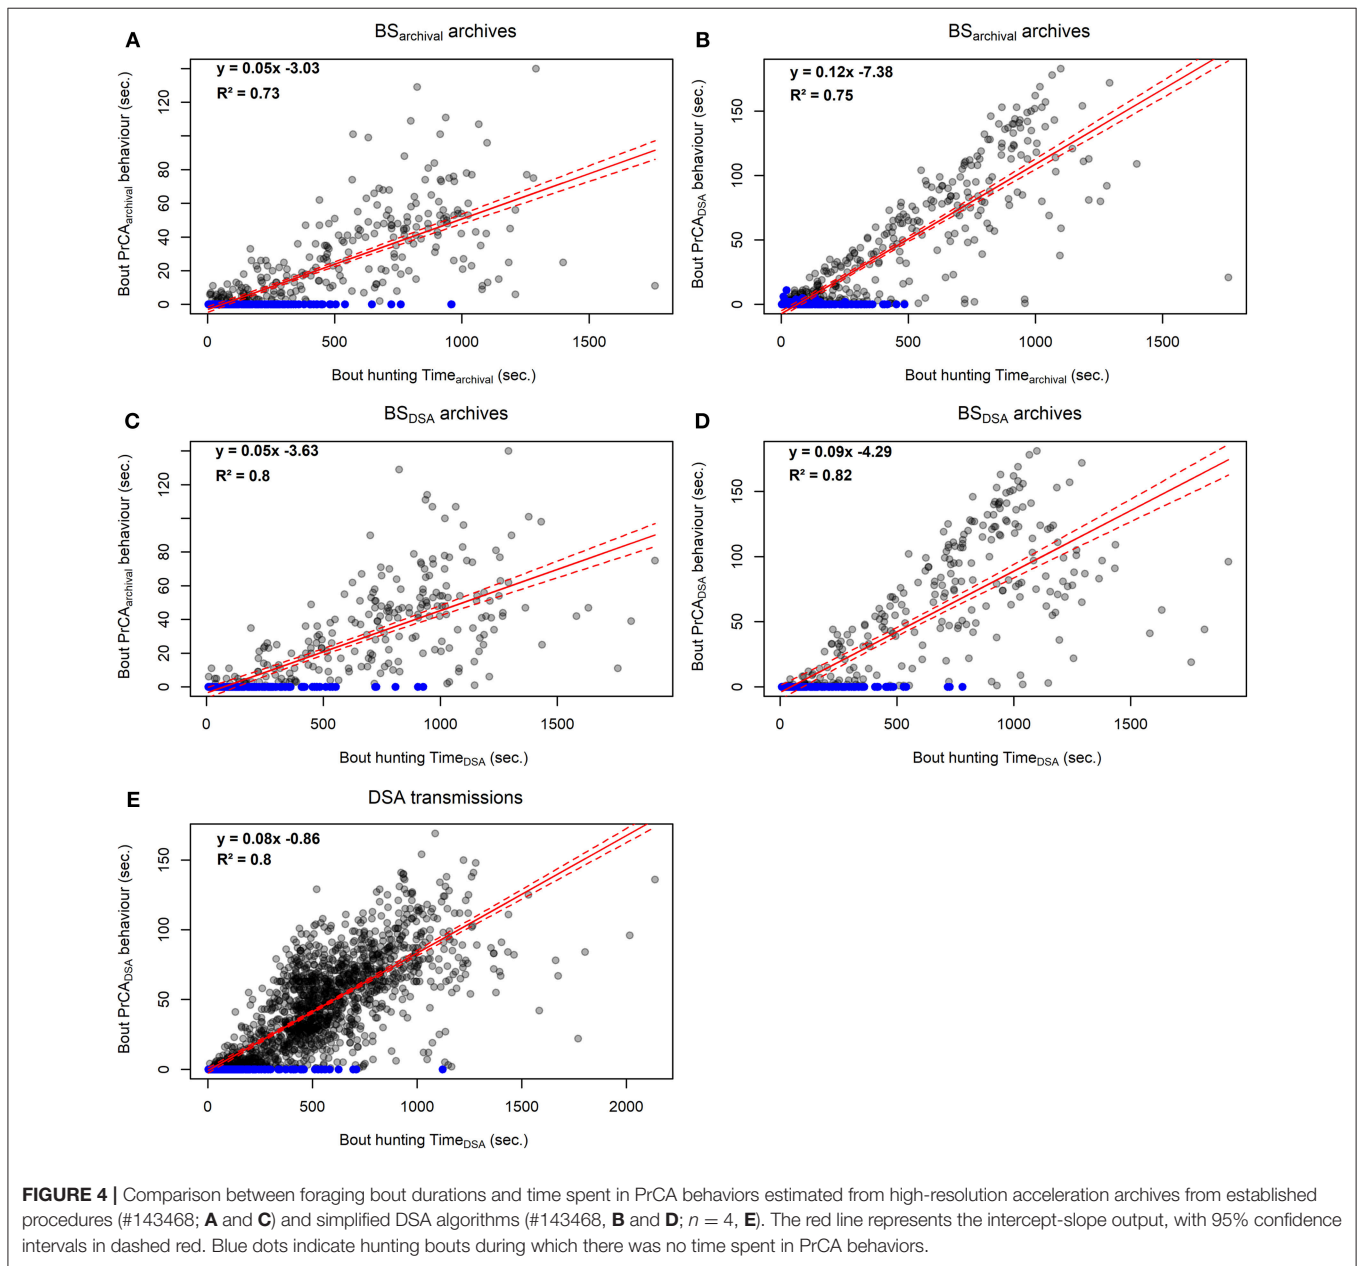 A
BSarchival archives
y = 0.05x -3.03
R² = 0.73
Bout PrCAarchival behaviour (sec.)
0 20 40 60 80 120
0 500 1000 1500
Bout hunting Timearchival (sec.)
B
BSarchival archives
y = 0.12x -7.38
R² = 0.75
Bout PrCADSA behaviour (sec.)
0 50 100 150
0 500 1000 1500
Bout hunting Timearchival (sec.)
C
BSDSA archives
y = 0.05x -3.63
R² = 0.8
Bout PrCAarchival behaviour (sec.)
0 20 40 60 80 120
0 500 1000 1500
Bout hunting TimeDSA (sec.)
D
BSDSA archives
y = 0.09x -4.29
R² = 0.82
Bout PrCADSA behaviour (sec.)
0 50 100 150
0 500 1000 1500
Bout hunting TimeDSA (sec.)
E
DSA transmissions
y = 0.08x -0.86
R² = 0.8
Bout PrCADSA behaviour (sec.)
0 50 100 150
0 500 1000 1500 2000
Bout hunting TimeDSA (sec.)
FIGURE 4 | Comparison between foraging bout durations and time spent in PrCA behaviors estimated from high-resolution acceleration archives from established
procedures (#143468; A and C) and simplified DSA algorithms (#143468, B and D; n = 4, E). The red line represents the intercept-slope output, with 95% confidence
intervals in dashed red. Blue dots indicate hunting bouts during which there was no time spent in PrCA behaviors.